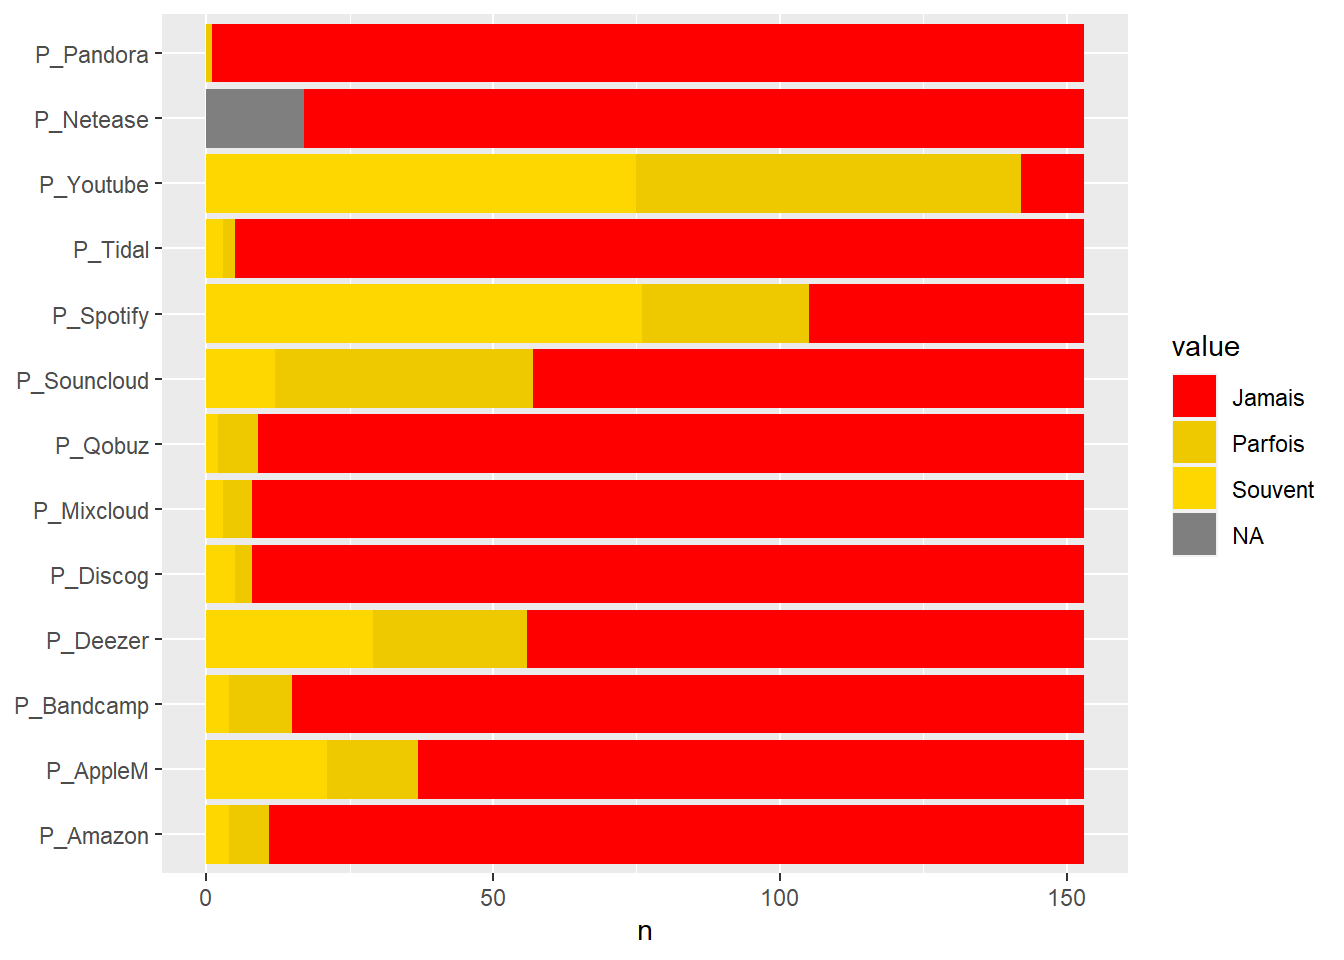 P_Pandora
P_Netease
P_Youtube
P_Tidal
P_Spotify
P_Souncloud
P_Qobuz
P_Mixcloud
P_Discog
P_Deezer
P_Bandcamp
P_AppleM
P_Amazon
0 50 100 150
n
value
Jamais
Parfois
Souvent
NA